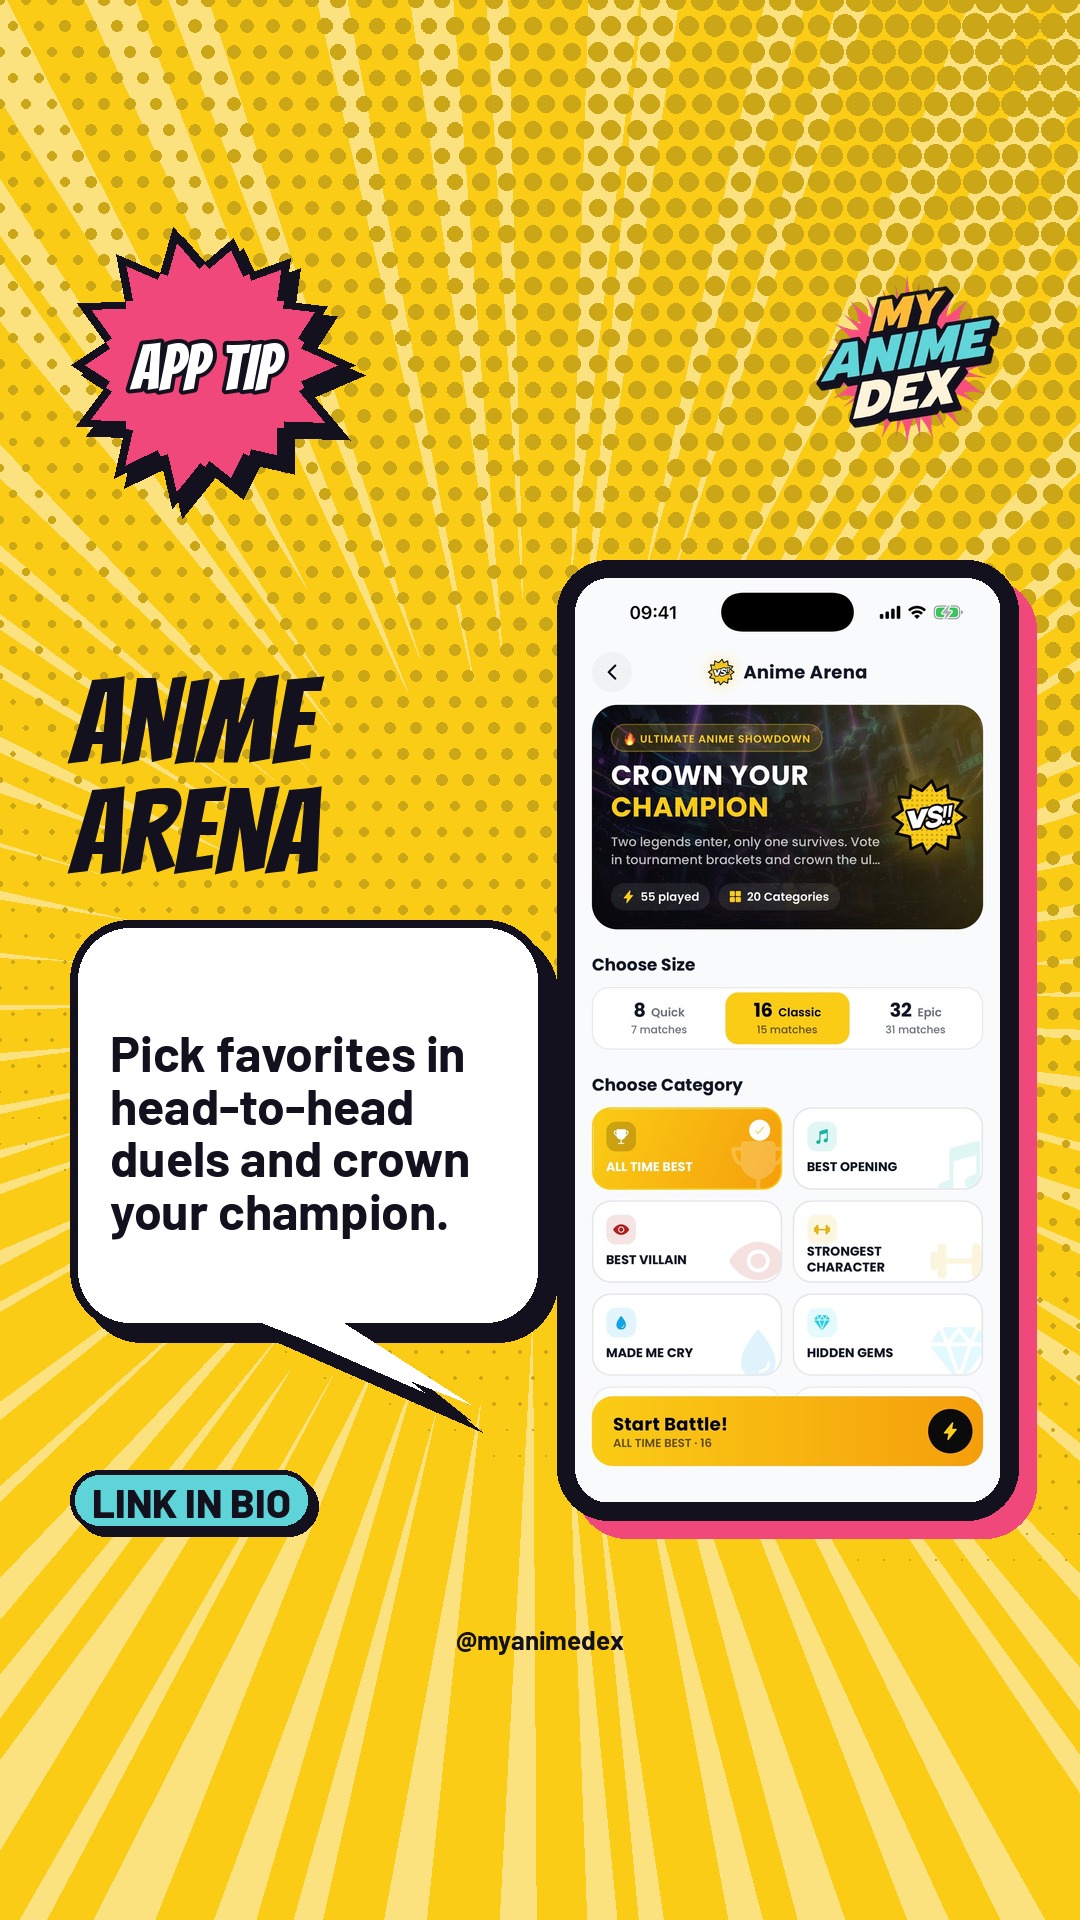 APP TIP
MY
ANIME
DEX
ANIME
ARENA
Pick favorites in
head-to-head
duels and crown
your champion.
LINK IN BIO
09:41
Anime Arena
VS!!
ULTIMATE ANIME SHOWDOWN
CROWN YOUR
CHAMPION
Two legends enter, only one survives. Vote
in tournament brackets and crown the ul...
VS!!
55 played
20 Categories
Choose Size
8 Quick
7 matches
16 Classic
15 matches
32 Epic
31 matches
Choose Category
ALL TIME BEST
BEST OPENING
BEST VILLAIN
STRONGEST
CHARACTER
MADE ME CRY
HIDDEN GEMS
Start Battle!
ALL TIME BEST · 16
@myanimedex